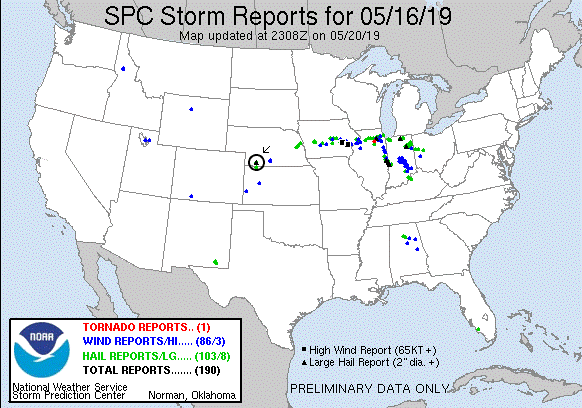 SPC Storm Reports for 05/16/19
Map updated at 2308Z on 05/20/19
NOAA
TORNADO REPORTS.. (1)
WIND REPORTS/HI..... (86/3)
HAIL REPORTS/LG..... (103/8)
TOTAL REPORTS....... (190)
National Weather Service
Storm Prediction Center Norman, Oklahoma
High Wind Report (65KT +)
Large Hail Report (2" dia. +)
PRELIMINARY DATA ONLY